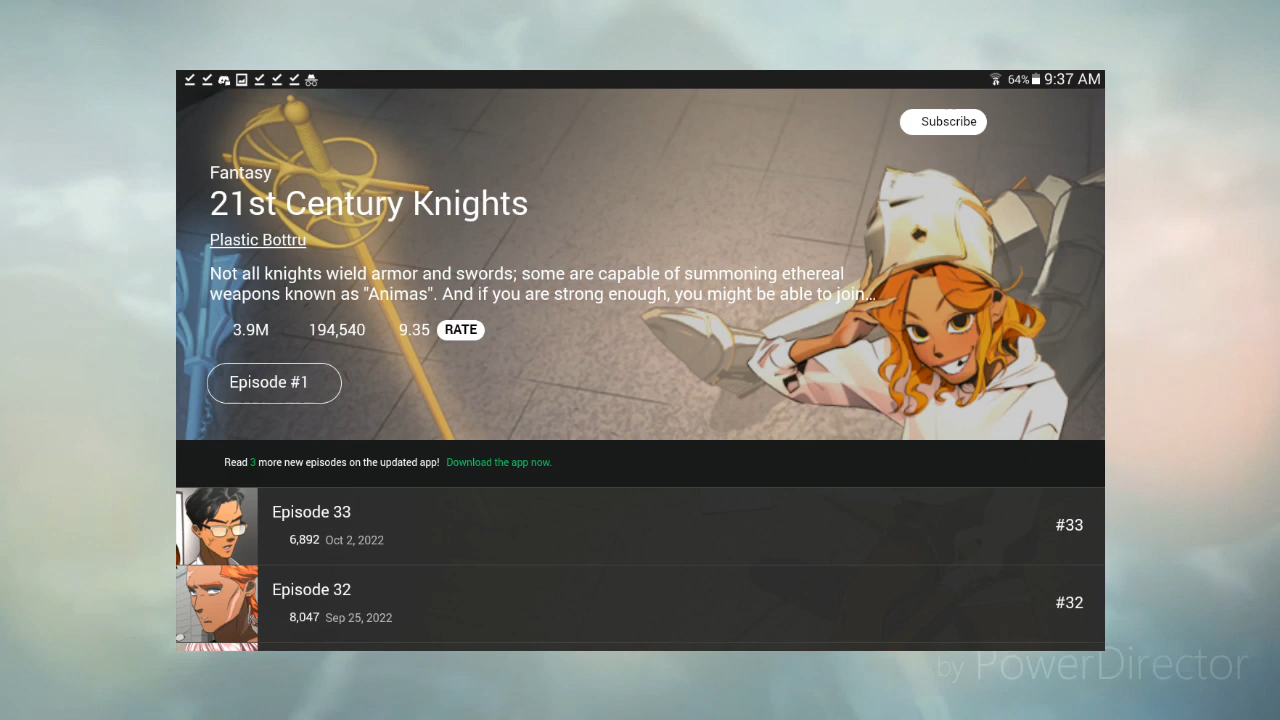 64% 9:37 AM
Subscribe
Fantasy
21st Century Knights
Plastic Bottru
Not all knights wield armor and swords; some are capable of summoning ethereal
weapons known as "Animas". And if you are strong enough, you might be able to join...
3.9M 194,540 9.35 RATE
Episode #1
Read 3 more new episodes on the updated app! Download the app now.
Episode 33
6,892 Oct 2, 2022
#33
Episode 32
8,047 Sep 25, 2022
#32
by PowerDirector